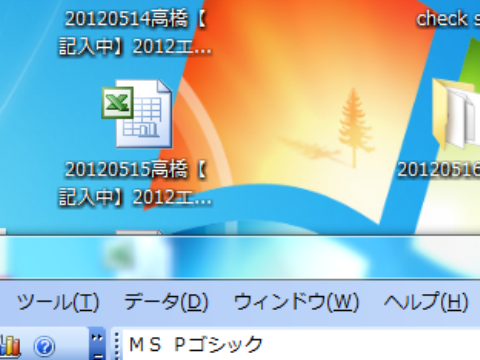 20120514高橋【
記入中】2012エ...
check s
20120515高橋【
記入中】2012エ...
20120516
ツール(T) データ(D) ウィンドウ(W) ヘルプ(H)
ＭＳ Ｐゴシック